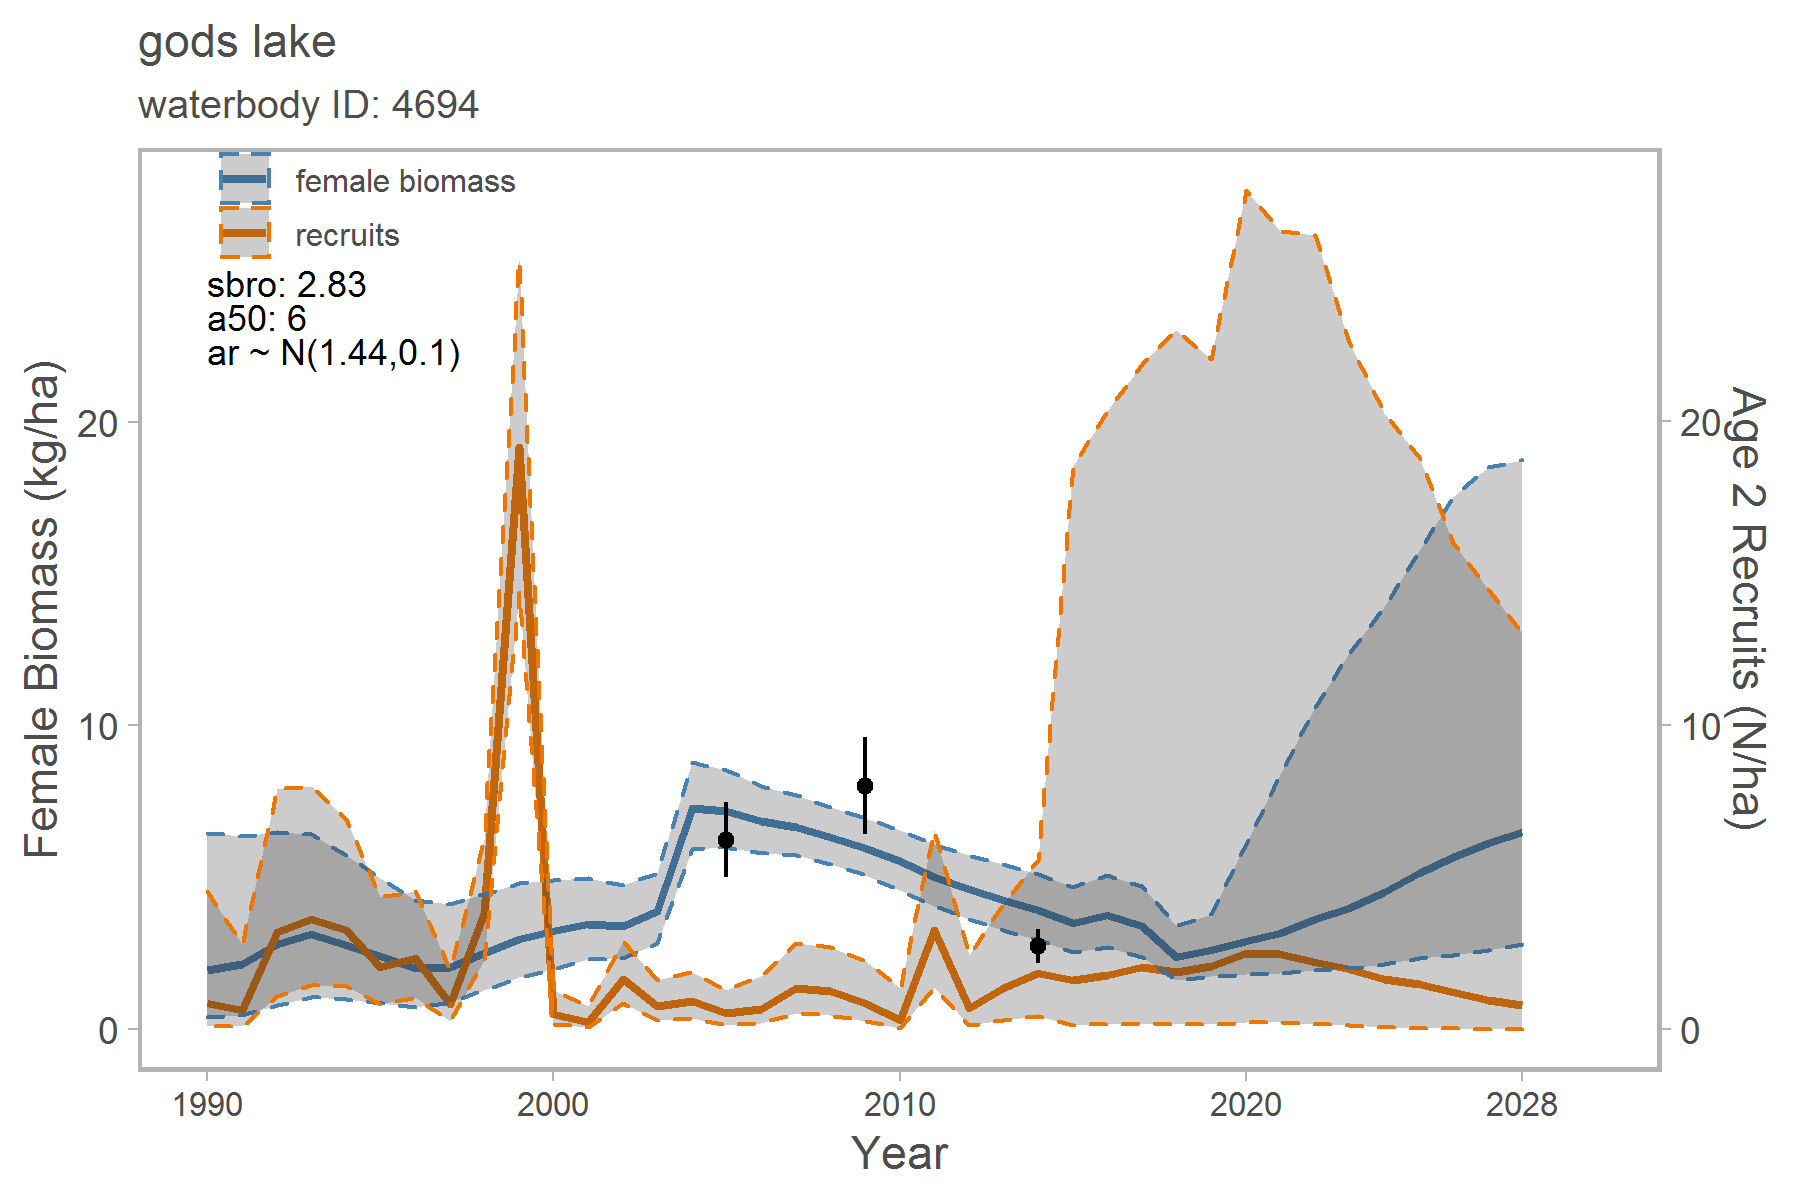 gods lake
waterbody ID: 4694
female biomass
recruits
sbro: 2.83
a50: 6
ar ~ N(1.44,0.1)
Female Biomass (kg/ha)
20
10
0
Age 2 Recruits (N/ha)
20
10
0
1990
2000
2010
2020
2028
Year